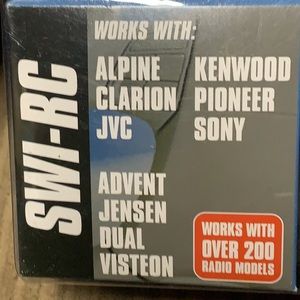 SWI-RC
WORKS WITH:
ALPINE
CLARION
JVC
KENWOOD
PIONEER
SONY
ADVENT
JENSEN
DUAL
VISTEON
WORKS WITH
OVER 200
RADIO MODELS